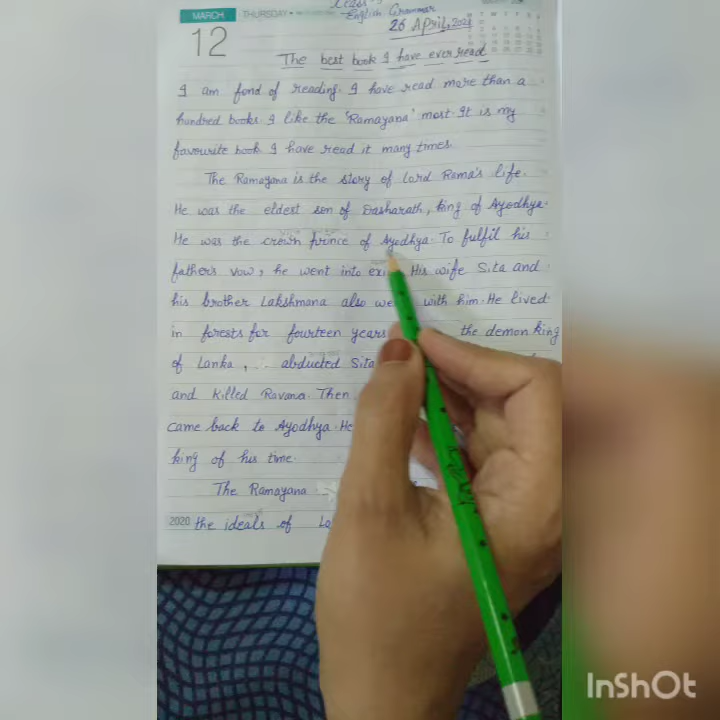 MARCH THURSDAY
12
English Grammar
26 April, 2021
The best book I have ever read
I am fond of reading. I have read more than a
hundred books. I like the 'Ramayana' most. It is my
favourite book. I have read it many times.
The Ramayana is the story of Lord Rama's life.
He was the eldest son of Dasharath, king of Ayodhya.
He was the crown prince of Ayodhya. To fulfil his
father's vow, he went into His wife Sita and
his brother Lakshmana also with him. He lived
in forests for fourteen years the demon king
of Lanka, abducted Sita
and killed Ravana. Then
came back to Ayodhya. He
king of his time.
The Ramayana
2020 the ideals of
InShOt